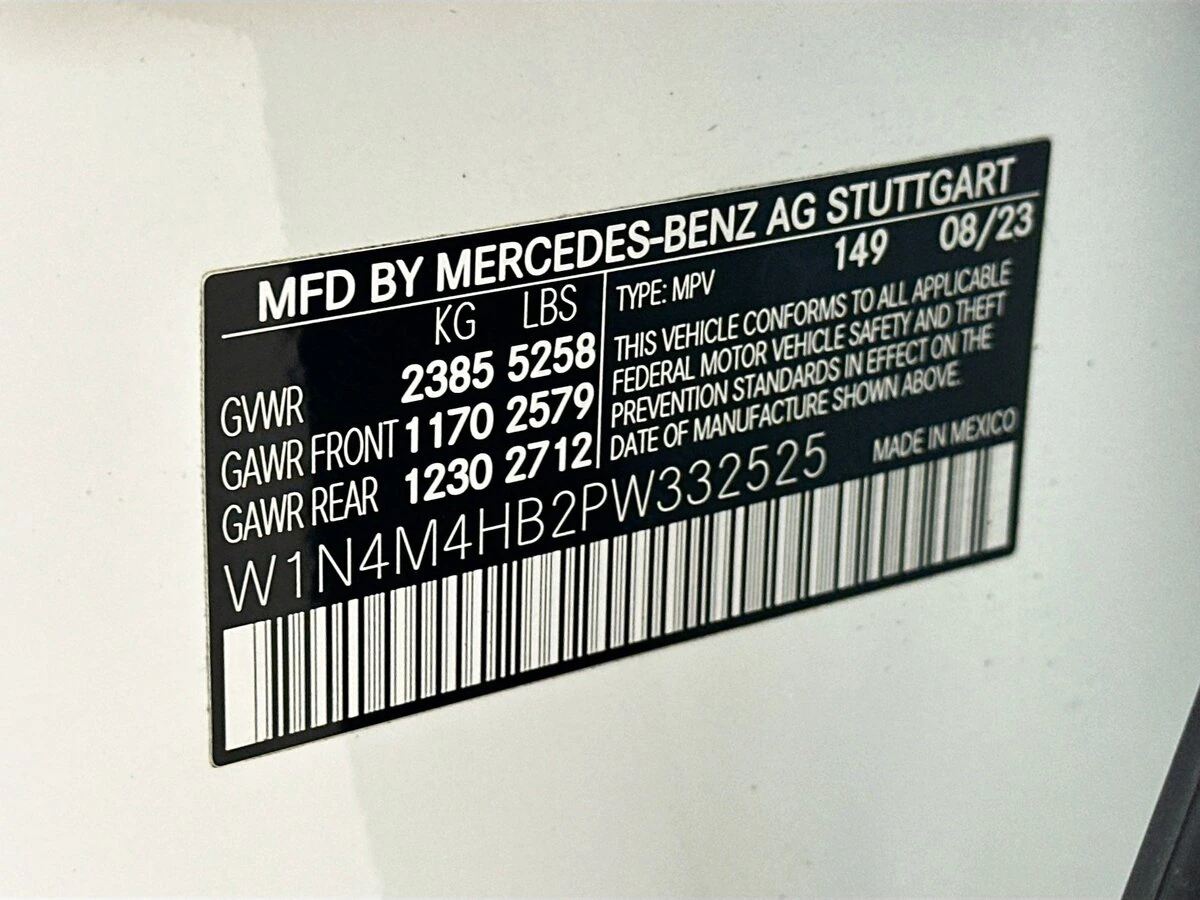 MFD BY MERCEDES-BENZ AG STUTTGART
KG LBS
GVWR 2385 5258
GAWR FRONT 1170 2579
GAWR REAR 1230 2712
TYPE: MPV 149 08/23
THIS VEHICLE CONFORMS TO ALL APPLICABLE
FEDERAL MOTOR VEHICLE SAFETY AND THEFT
PREVENTION STANDARDS IN EFFECT ON THE
DATE OF MANUFACTURE SHOWN ABOVE.
W1N4M4HB2PW332525 MADE IN MEXICO